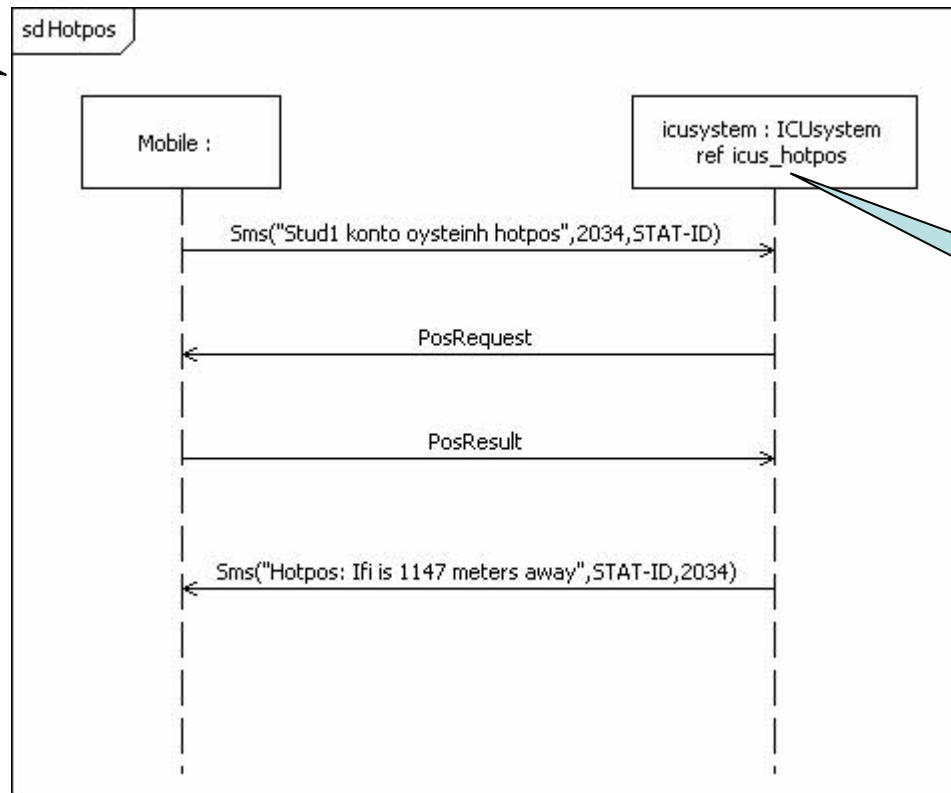 sd Hotpos
Mobile :
icusystem : ICUsystem
ref icus_hotpos
Sms("Stud1 konto oysteinh hotpos",2034,STAT-ID)
PosRequest
PosResult
Sms("Hotpos: Ifi is 1147 meters away",STAT-ID,2034)